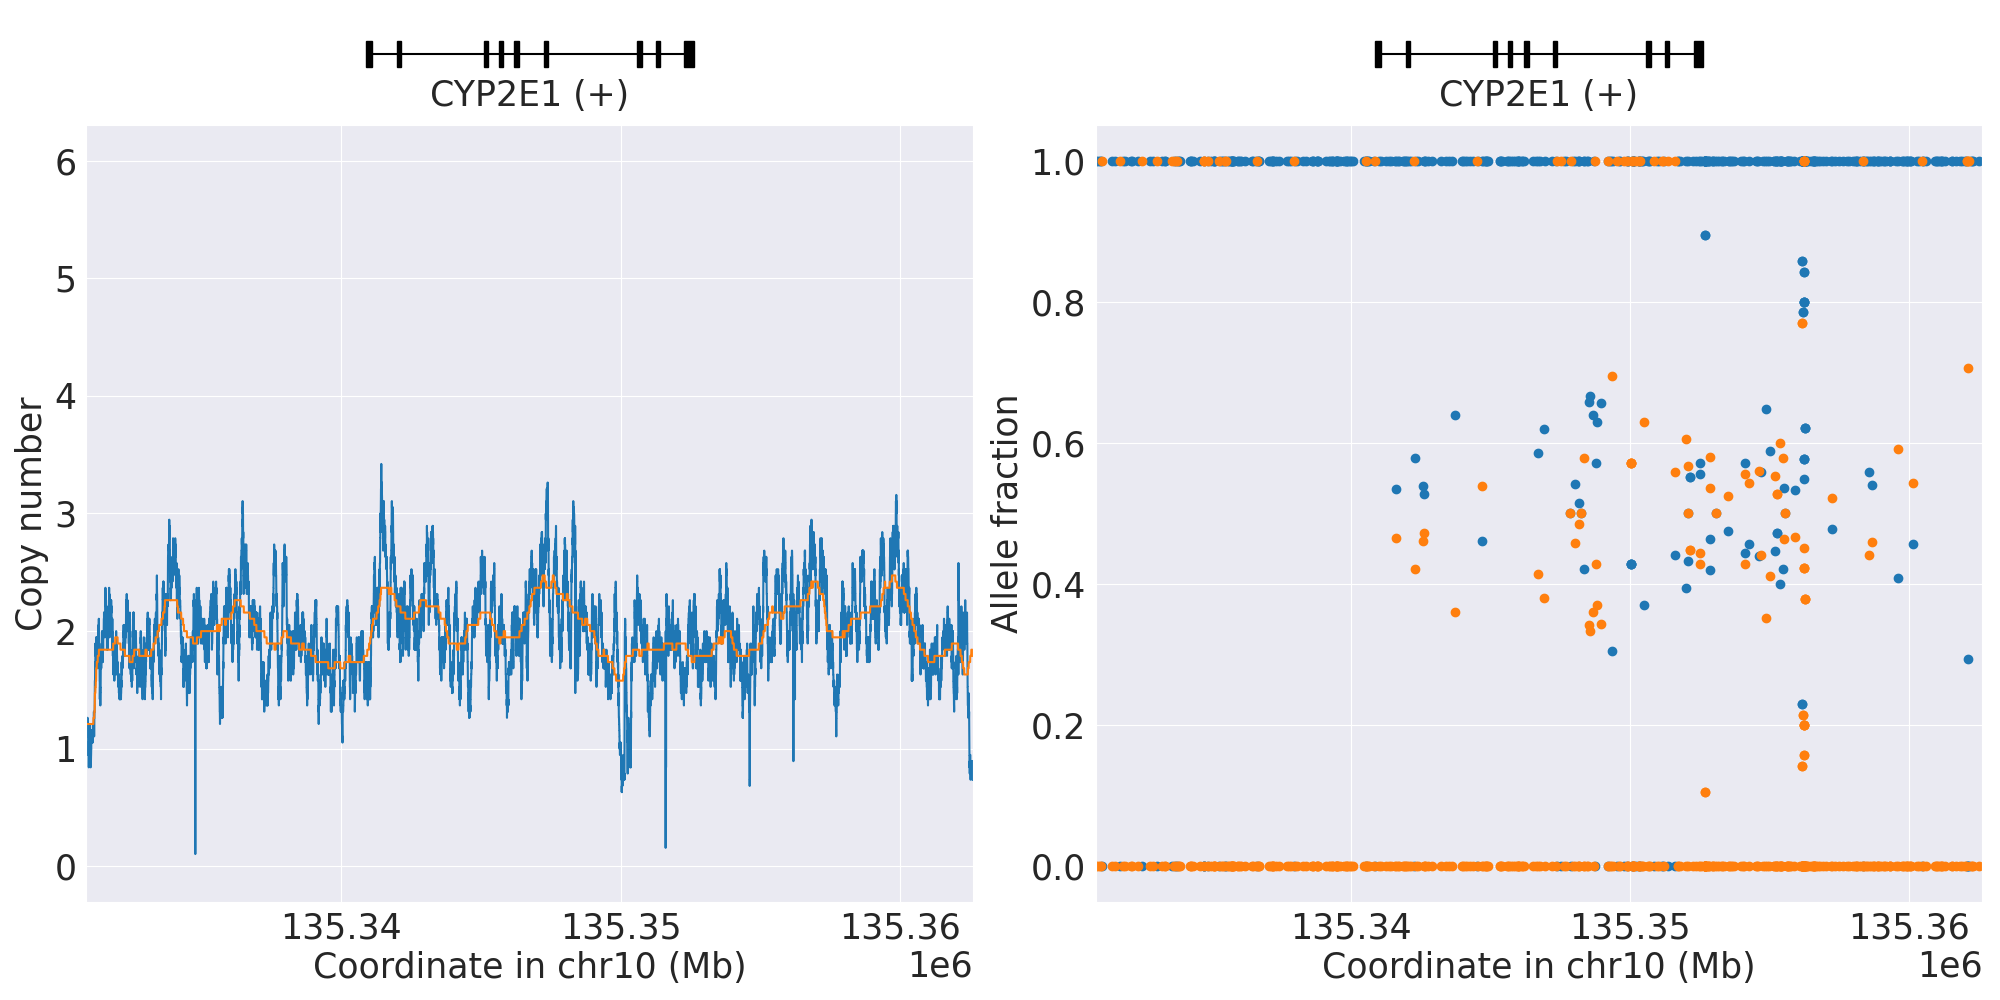 CYP2E1 (+)
Copy number
6
5
4
3
2
1
0
135.34
135.35
135.36
Coordinate in chr10 (Mb)
1e6
CYP2E1 (+)
Allele fraction
1.0
0.8
0.6
0.4
0.2
0.0
135.34
135.35
135.36
Coordinate in chr10 (Mb)
1e6